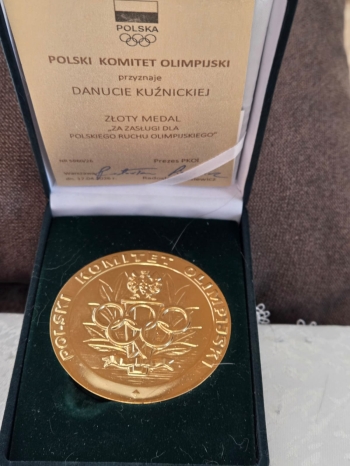 POLSKA
POLSKI KOMITET OLIMPIJSKI
przyznaje
DANUCIE KUŹNICKIEJ
ZŁOTY MEDAL
„ZA ZASŁUGI DLA
POLSKIEGO RUCHU OLIMPIJSKIEGO”
Prezes PKOl
POLSKI KOMITET OLIMPIJSKI